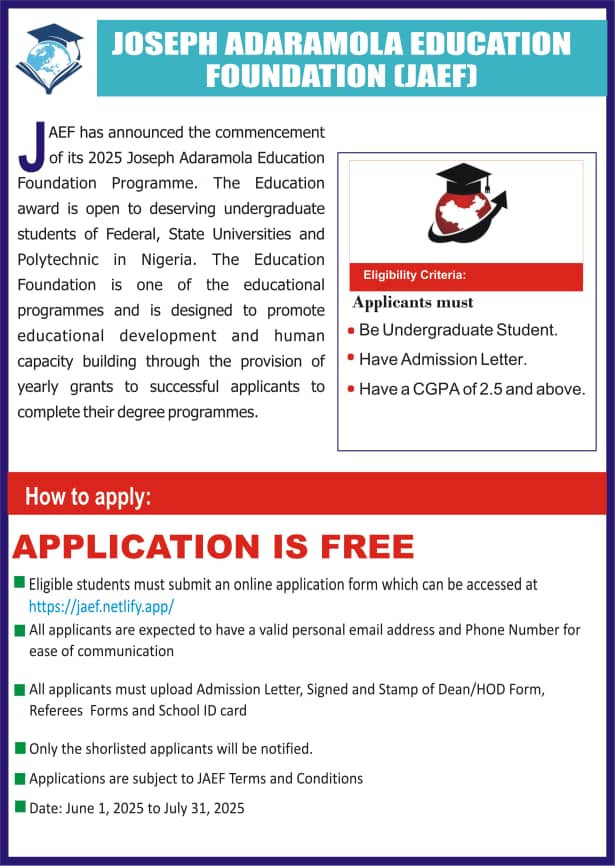 JOSEPH ADARAMOLA EDUCATION
FOUNDATION (JAEF)
JAEF has announced the commencement
of its 2025 Joseph Adaramola Education
Foundation Programme. The Education
award is open to deserving undergraduate
students of Federal, State Universities and
Polytechnic in Nigeria. The Education
Foundation is one of the educational
programmes and is designed to promote
educational development and human
capacity building through the provision of
yearly grants to successful applicants to
complete their degree programmes.
Eligibility Criteria:
Applicants must
• Be Undergraduate Student.
• Have Admission Letter.
• Have a CGPA of 2.5 and above.
How to apply:
APPLICATION IS FREE
Eligible students must submit an online application form which can be accessed at
https://jaef.netlify.app/
All applicants are expected to have a valid personal email address and Phone Number for
ease of communication
All applicants must upload Admission Letter, Signed and Stamp of Dean/HOD Form,
Referees Forms and School ID card
Only the shortlisted applicants will be notified.
Applications are subject to JAEF Terms and Conditions
Date: June 1, 2025 to July 31, 2025